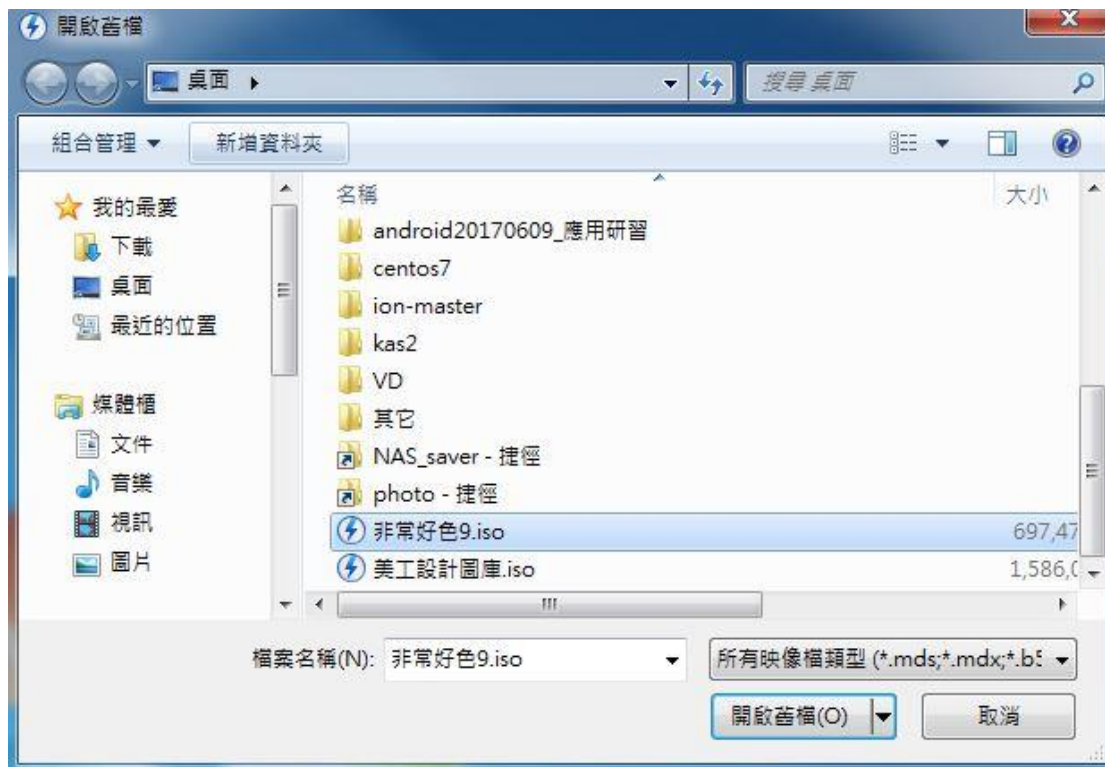 開啟舊檔
桌面
搜尋 桌面
組合管理
新增資料夾
我的最愛
下載
桌面
最近的位置
媒體櫃
文件
音樂
視訊
圖片
名稱
大小
android20170609_應用研習
centos7
ion-master
kas2
VD
其它
NAS_saver - 捷徑
photo - 捷徑
非常好色9.iso
697,47
美工設計圖庫.iso
1,586,0
檔案名稱(N): 非常好色9.iso
所有映像檔類型 (*.mds;*.mdx;*.b5
開啟舊檔(O)
取消